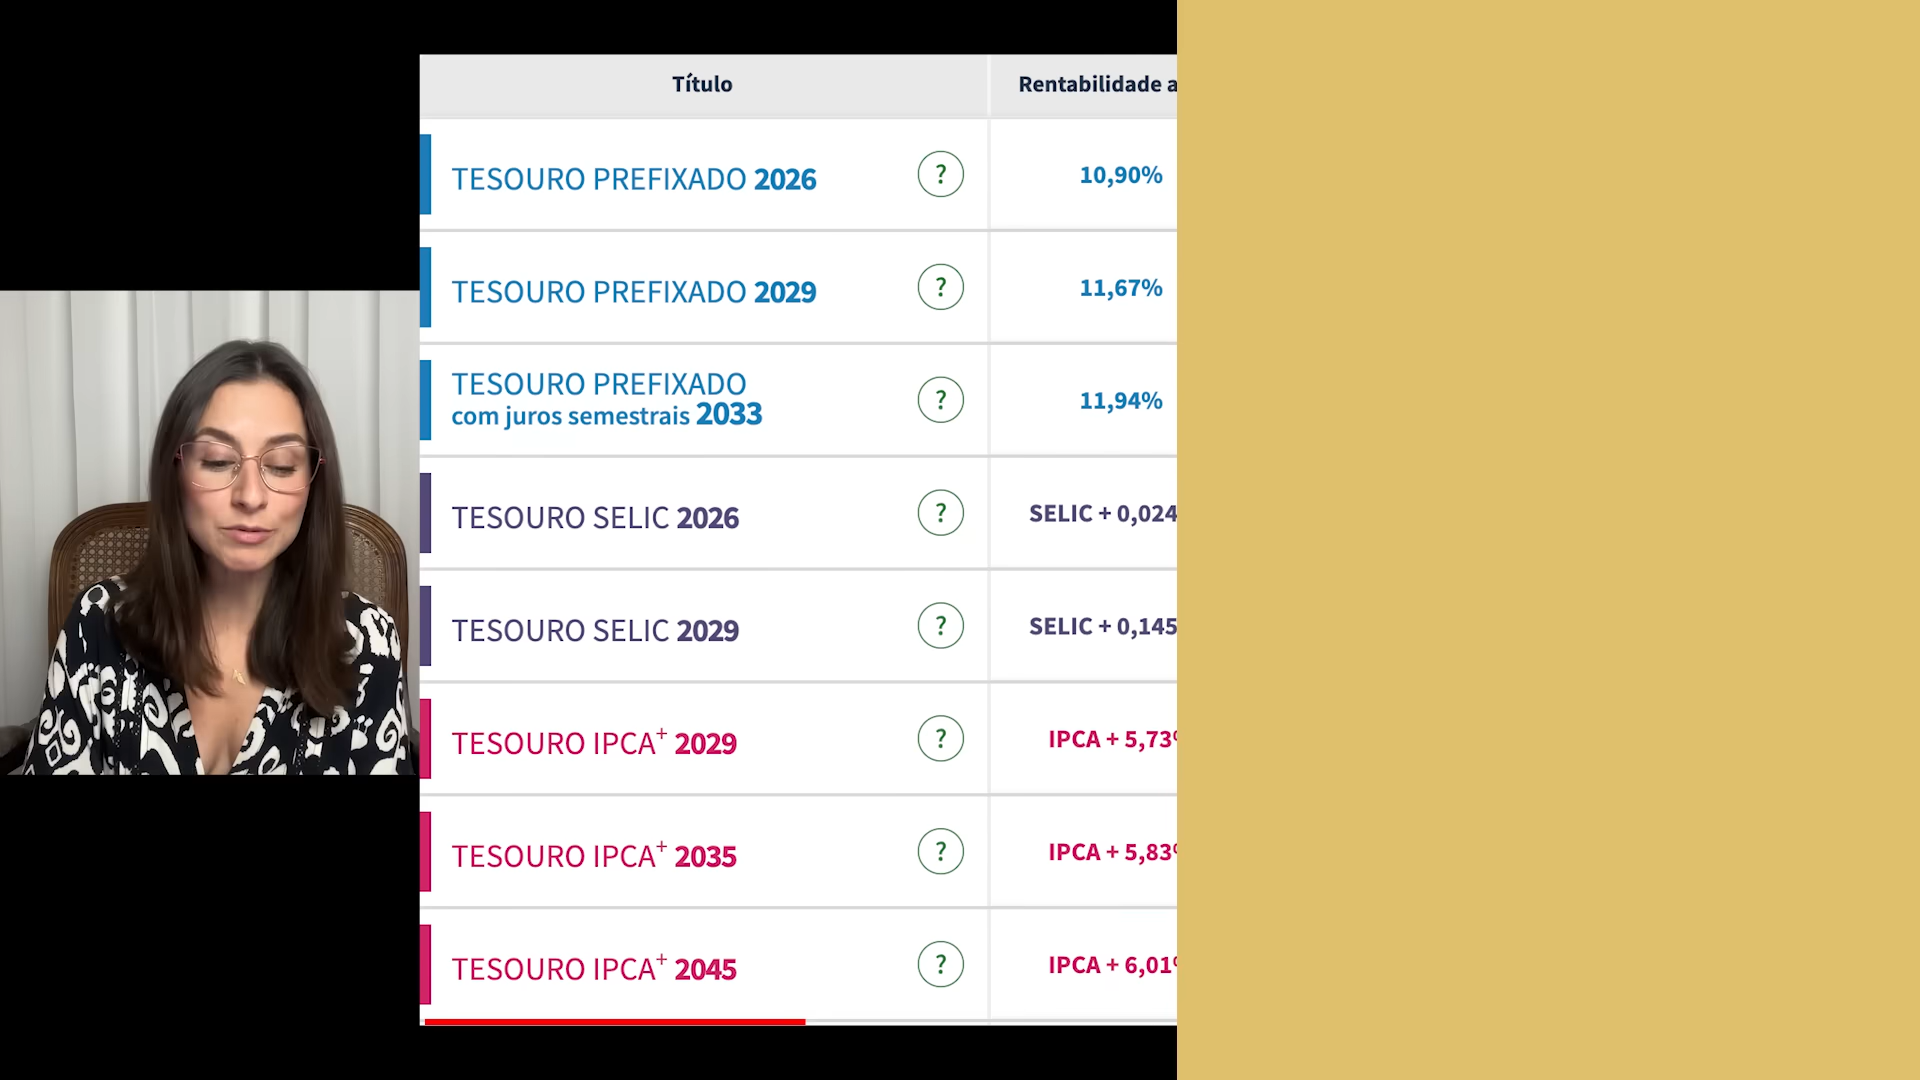 Título
Rentabilidade a
TESOURO PREFIXADO 2026
?
10,90%
TESOURO PREFIXADO 2029
?
11,67%
TESOURO PREFIXADO
com juros semestrais 2033
?
11,94%
TESOURO SELIC 2026
?
SELIC + 0,024
TESOURO SELIC 2029
?
SELIC + 0,145
TESOURO IPCA+ 2029
?
IPCA + 5,73
TESOURO IPCA+ 2035
?
IPCA + 5,83
TESOURO IPCA+ 2045
?
IPCA + 6,01